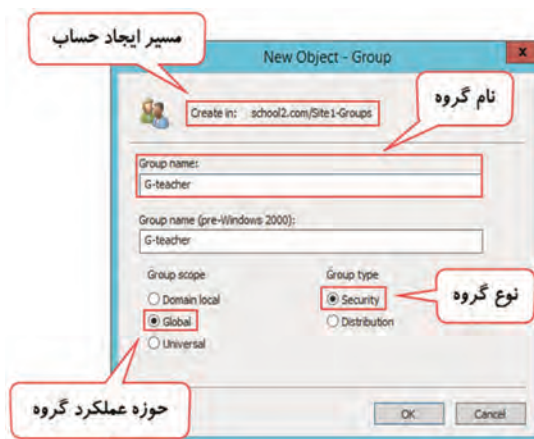 مسیر ایجاد حساب
New Object - Group
x
نام گروه
Create in: school2.com/Site1-Groups
Group name:
G-teacher
Group name (pre-Windows 2000):
G-teacher
Group scope
Group type
Domain local
Security
نوع گروه
Global
Distribution
Universal
حوزه عملکرد گروه
OK
Cancel